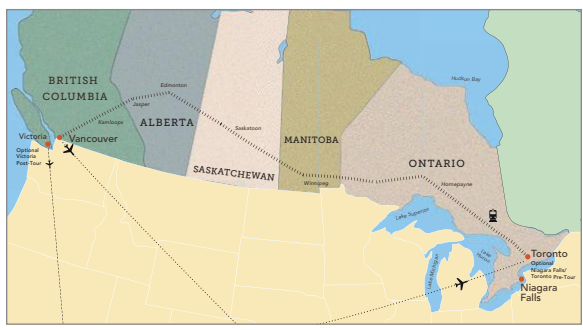 Hudson Bay
BRITISH
COLUMBIA
Edmonton
Jasper
Kamloops
ALBERTA
Saskatoon
Victoria
Vancouver
Optional
Victoria
Post-Tour
MANITOBA
SASKATCHEWAN
Winnipeg
ONTARIO
Hornepayne
Lake Superior
Lake Michigan
Lake
Huron
Toronto
Optional
Niagara Falls/
Toronto Pre-Tour
Niagara
Falls